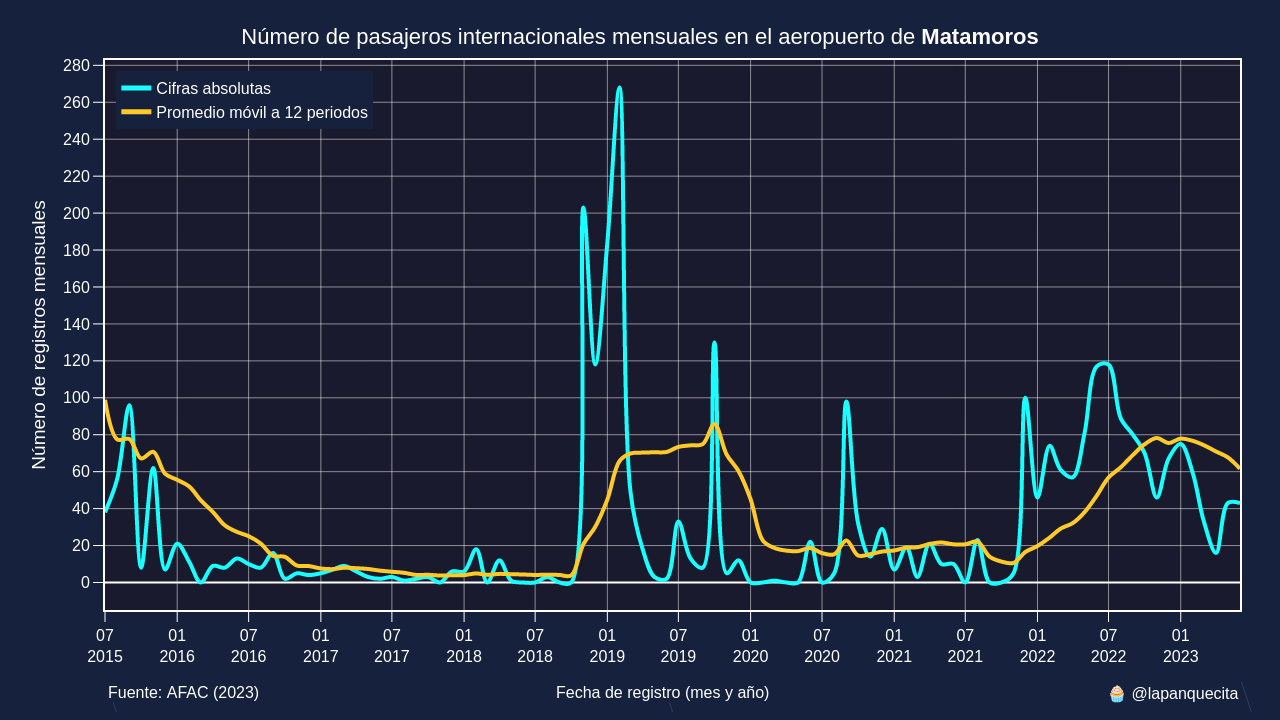 Número de pasajeros internacionales mensuales en el aeropuerto de Matamoros
Cifras absolutas
Promedio móvil a 12 periodos
Número de registros mensuales
280
260
240
220
200
180
160
140
120
100
80
60
40
20
0
07 01 07 01 07 01 07 01 07 01 07 01 07 01 07 01
2015 2016 2016 2017 2017 2018 2018 2019 2019 2020 2020 2021 2021 2022 2022 2023
Fuente: AFAC (2023)
Fecha de registro (mes y año)
🧁 @lapanquecita